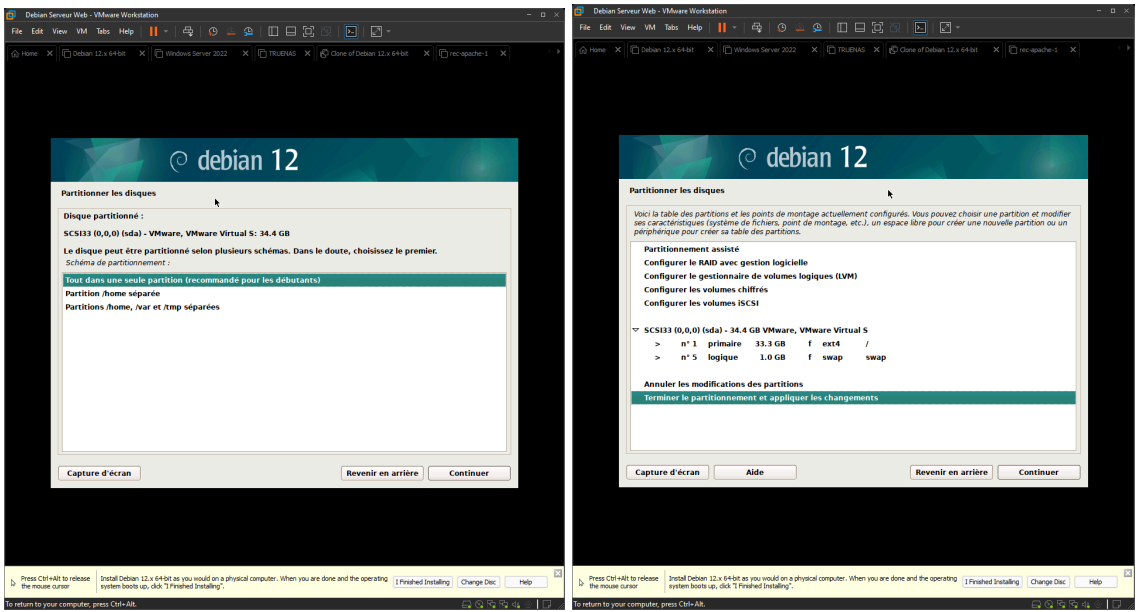 Debian Serveur Web - VMware Workstation
File Edit View VM Tabs Help
Home Debian 12.x 64-bit Windows Server 2022 TRUENAS Clone of Debian 12.x 64-bit rec-apache-1
debian 12
Partitionner les disques
Disque partitionné :
SCSI33 (0,0,0) (sda) - VMware, VMware Virtual S: 34.4 GB
Le disque peut être partitionné selon plusieurs schémas. Dans le doute, choisissez le premier.
Schéma de partitionnement :
Tout dans une seule partition (recommandé pour les débutants)
Partition /home séparée
Partitions /home, /var et /tmp séparées
Capture d'écran Revenir en arrière Continuer
Press Ctrl+Alt to release the mouse cursor
Install Debian 12.x 64-bit as you would on a physical computer. When you are done and the operating
system boots up, click "I Finished Installing".
I Finished Installing Change Disc Help
To return to your computer, press Ctrl+Alt.
Debian Serveur Web - VMware Workstation
File Edit View VM Tabs Help
Home Debian 12.x 64-bit Windows Server 2022 TRUENAS Clone of Debian 12.x 64-bit rec-apache-1
debian 12
Partitionner les disques
Voici la table des partitions et les points de montage actuellement configurés. Vous pouvez choisir une partition et modifier
ses caractéristiques (système de fichiers, point de montage, etc.), un espace libre pour créer une nouvelle partition ou un
périphérique pour créer sa table des partitions.
Partitionnement assisté
Configurer le RAID avec gestion logicielle
Configurer le gestionnaire de volumes logiques (LVM)
Configurer les volumes chiffrés
Configurer les volumes iSCSI
SCSI33 (0,0,0) (sda) - 34.4 GB VMware, VMware Virtual S
> n° 1 primaire 33.3 GB f ext4 /
> n° 5 logique 1.0 GB f swap swap
Annuler les modifications des partitions
Terminer le partitionnement et appliquer les changements
Capture d'écran Aide Revenir en arrière Continuer
Press Ctrl+Alt to release the mouse cursor
Install Debian 12.x 64-bit as you would on a physical computer. When you are done and the operating
system boots up, click "I Finished Installing".
I Finished Installing Change Disc Help
To return to your computer, press Ctrl+Alt.